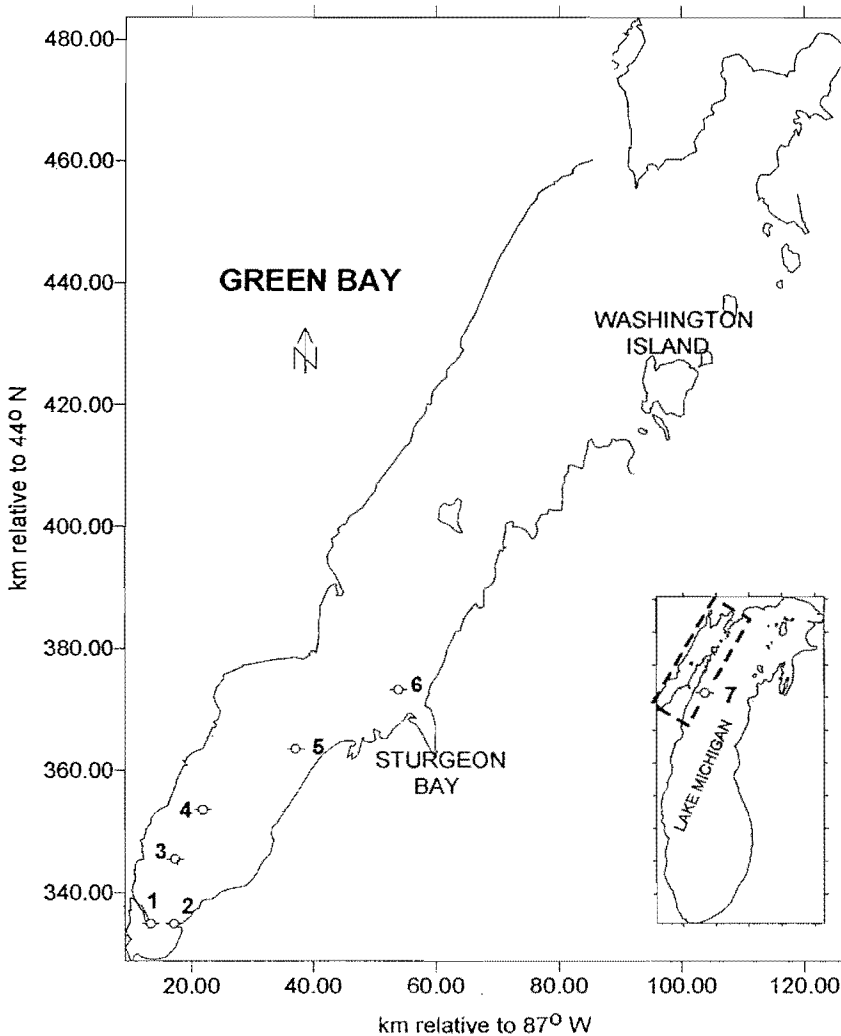 480.00
460.00
440.00
420.00
400.00
380.00
360.00
340.00
km relative to 44º N
GREEN BAY
N
WASHINGTON
ISLAND
6
5
STURGEON
BAY
4
3
1
2
7
LAKE MICHIGAN
20.00
40.00
60.00
80.00
100.00
120.00
km relative to 87º W